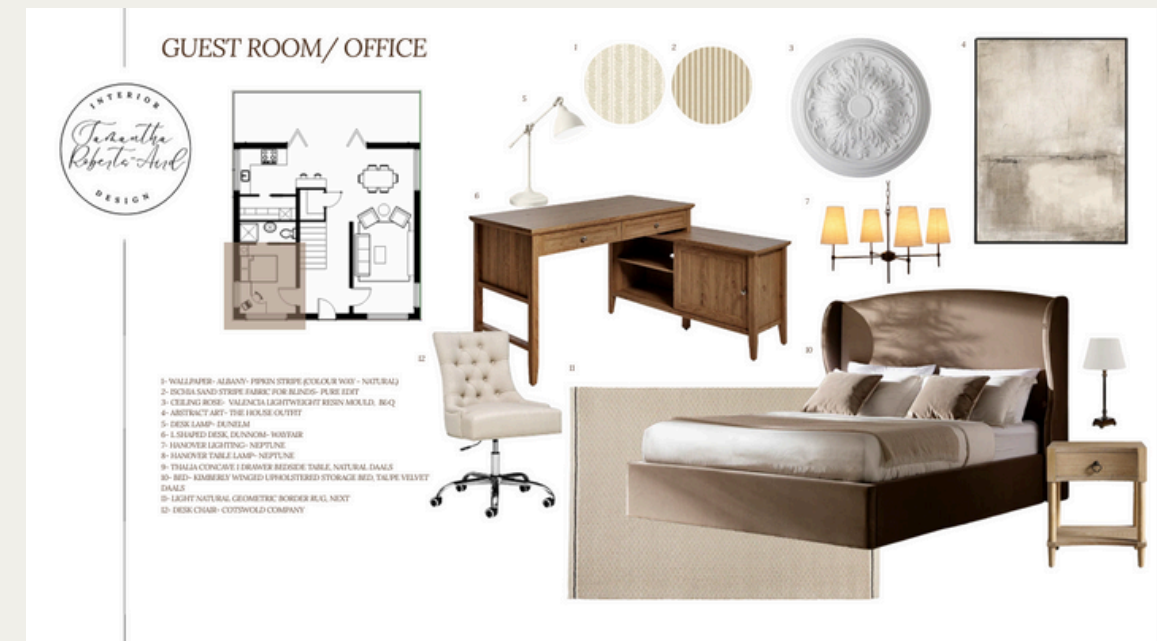 GUEST ROOM/ OFFICE
INTERIOR
Tamantha
Roberts-Aird
DESIGN
1
2
3
4
5
6
7
10
11
12
1- WALLPAPER- ALBANY- PIPKIN STRIPE (COLOUR WAY - NATURAL)
2- ISCHIA SAND STRIPE FABRIC FOR BLINDS- PURE EDIT
3- CEILING ROSE- VALENCIA LIGHTWEIGHT RESIN MOULD, B&Q
4- ABSTRACT ART- THE HOUSE OUTFIT
5- DESK LAMP- DUNELM
6- L SHAPED DESK, DUNNOM- WAYFAIR
7- HANOVER LIGHTING- NEPTUNE
8- HANOVER TABLE LAMP- NEPTUNE
9- THALIA CONCAVE 1 DRAWER BEDSIDE TABLE, NATURAL DAALS
10- BED- KIMBERLY WINGED UPHOLSTERED STORAGE BED, TAUPE VELVET
DAALS
11- LIGHT NATURAL GEOMETRIC BORDER RUG, NEXT
12- DESK CHAIR- COTSWOLD COMPANY